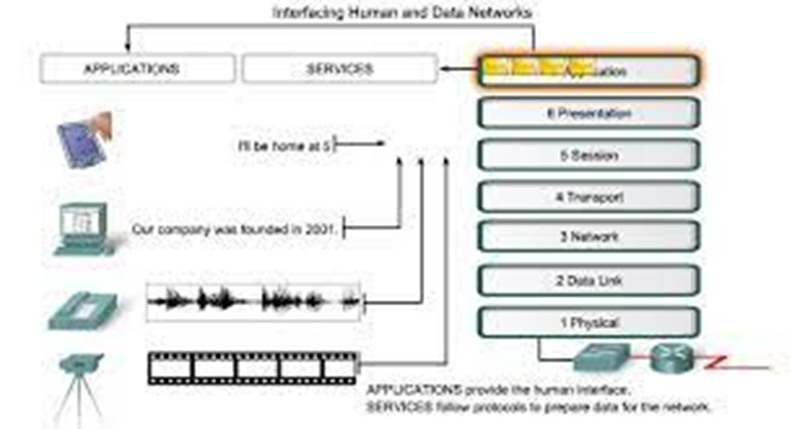 Interfacing Human and Data Networks
APPLICATIONS
SERVICES
6 Presentation
I'll be home at 5
5 Session
4 Transport
Our company was founded in 2001.
3 Network
2 Data Link
1 Physical
APPLICATIONS provide the human interface.
SERVICES follow protocols to prepare data for the network.